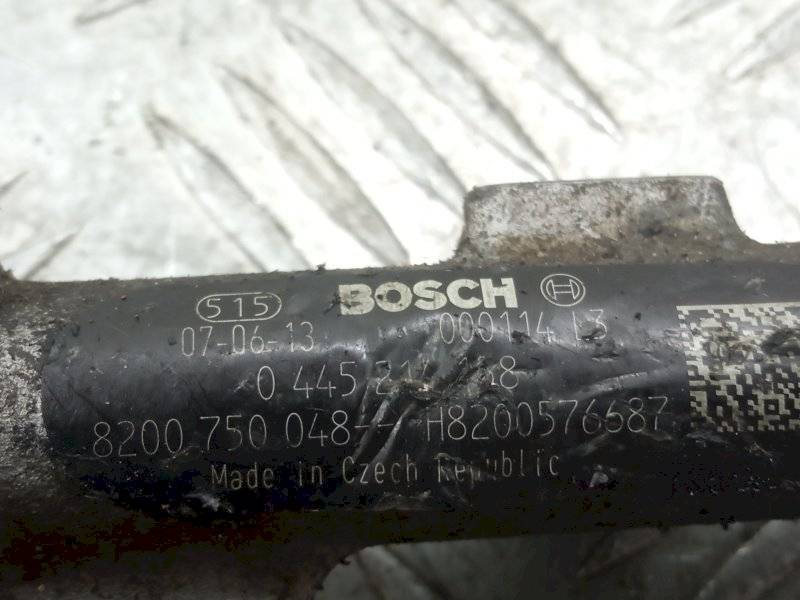 515 BOSCH
07-06-13
0 445
8200 750 048-- H8200576687
Made in Czech Republic